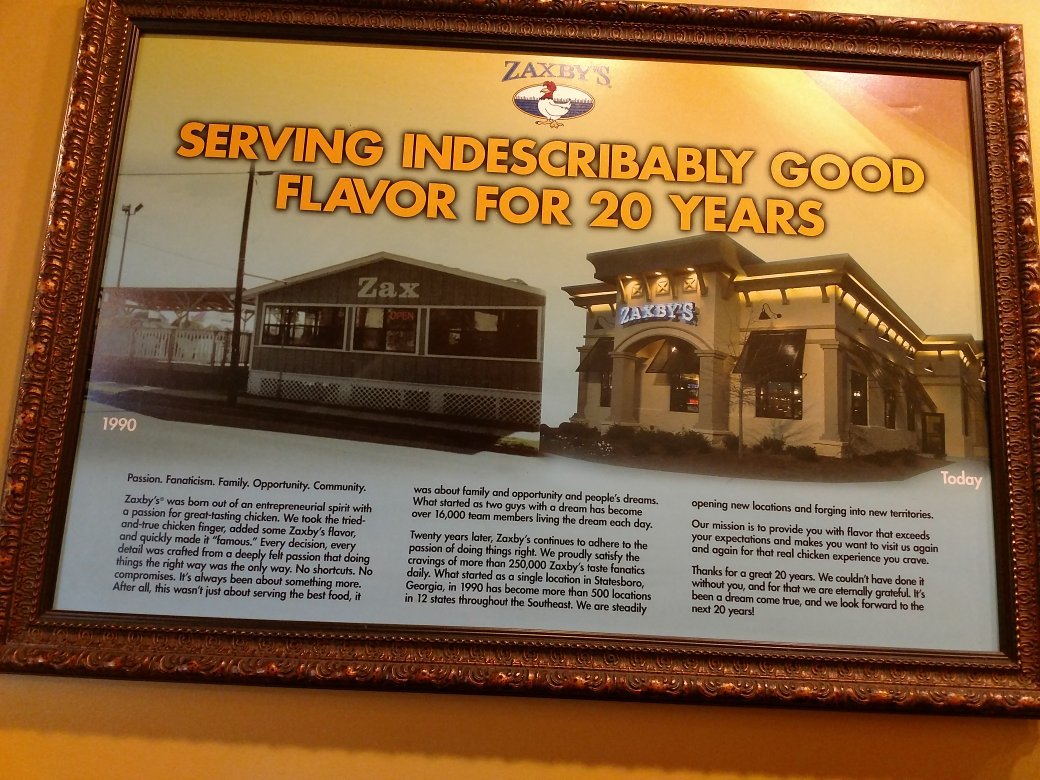 ZAXBY'S
SERVING INDESCRIBABLY GOOD
FLAVOR FOR 20 YEARS
Zax
OPEN
ZAXBY'S
1990
Today
Passion. Fanaticism. Family. Opportunity. Community.
Zaxby's® was born out of an entrepreneurial spirit with
a passion for great-tasting chicken. We took the tried-
and-true chicken finger, added some Zaxby's flavor,
and quickly made it "famous." Every decision, every
detail was crafted from a deeply felt passion that doing
things the right way was the only way. No shortcuts. No
compromises. It's always been about something more.
After all, this wasn't just about serving the best food, it
was about family and opportunity and people's dreams.
What started as two guys with a dream has become
over 16,000 team members living the dream each day.
Twenty years later, Zaxby's continues to adhere to the
passion of doing things right. We proudly satisfy the
cravings of more than 250,000 Zaxby's taste fanatics
daily. What started as a single location in Statesboro,
Georgia, in 1990 has become more than 500 locations
in 12 states throughout the Southeast. We are steadily
opening new locations and forging into new territories.
Our mission is to provide you with flavor that exceeds
your expectations and makes you want to visit us again
and again for that real chicken experience you crave.
Thanks for a great 20 years. We couldn't have done it
without you, and for that we are eternally grateful. It's
been a dream come true, and we look forward to the
next 20 years!